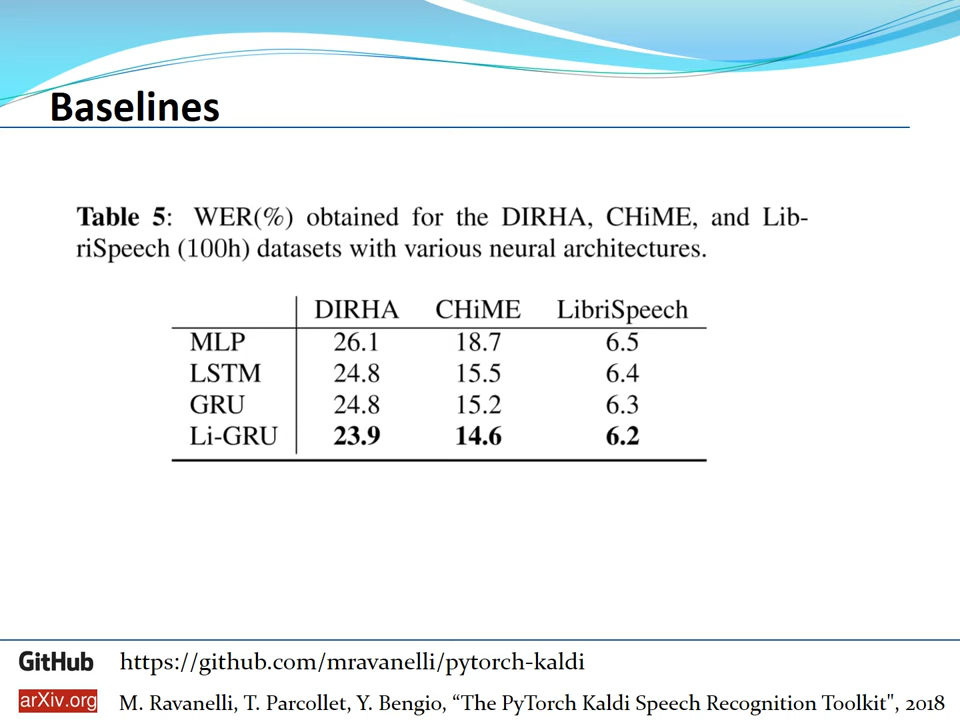 Baselines
Table 5: WER(%) obtained for the DIRHA, CHiME, and Lib-
riSpeech (100h) datasets with various neural architectures.
DIRHA CHiME LibriSpeech
MLP 26.1 18.7 6.5
LSTM 24.8 15.5 6.4
GRU 24.8 15.2 6.3
Li-GRU 23.9 14.6 6.2
GitHub https://github.com/mravanelli/pytorch-kaldi
arXiv.org M. Ravanelli, T. Parcollet, Y. Bengio, “The PyTorch Kaldi Speech Recognition Toolkit", 2018